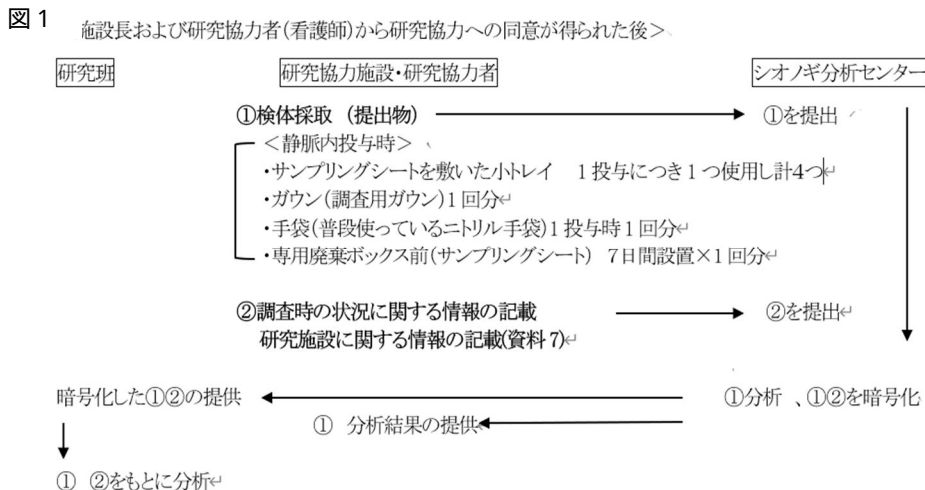 図1
施設長および研究協力者(看護師)から研究協力への同意が得られた後>
研究班 研究協力施設・研究協力者 シオノギ分析センター
①検体採取 (提出物) ①を提出
<静脈内投与時>
・サンプリングシートを敷いた小トレイ 1投与につき1つ使用し計4つ
・ガウン(調査用ガウン)1回分↵
・手袋(普段使っているニトリル手袋)1投与時1回分↵
・専用廃棄ボックス前(サンプリングシート) 7日間設置×1回分↵
②調査時の状況に関する情報の記載 ②を提出↵
研究施設に関する情報の記載(資料7)↵
暗号化した①②の提供 ①分析 、①②を暗号化
① 分析結果の提供
① ②をもとに分析↵